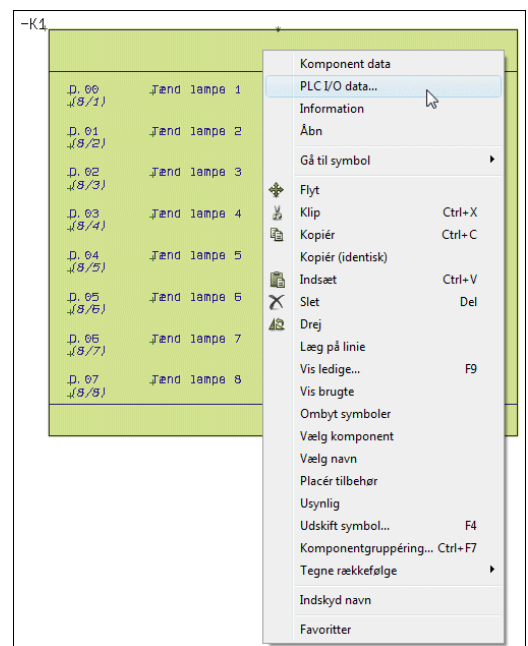 -K1
D. 00 Tænd lampe 1
(8/1)
D. 01 Tænd lampe 2
(8/2)
D. 02 Tænd lampe 3
(8/3)
D. 03 Tænd lampe 4
(8/4)
D. 04 Tænd lampe 5
(8/5)
D. 05 Tænd lampe 6
(8/6)
D. 06 Tænd lampe 7
(8/7)
D. 07 Tænd lampe 8
(8/8)
Komponent data
PLC I/O data...
Information
Åbn
Gå til symbol
Flyt
Klip Ctrl+X
Kopiér Ctrl+C
Kopiér (identisk)
Indsæt Ctrl+V
Slet Del
Drej
Læg på linie
Vis ledige... F9
Vis brugte
Ombyt symboler
Vælg komponent
Vælg navn
Placér tilbehør
Usynlig
Udskift symbol... F4
Komponentgruppéring... Ctrl+F7
Tegne rækkefølge
Indskyd navn
Favoritter